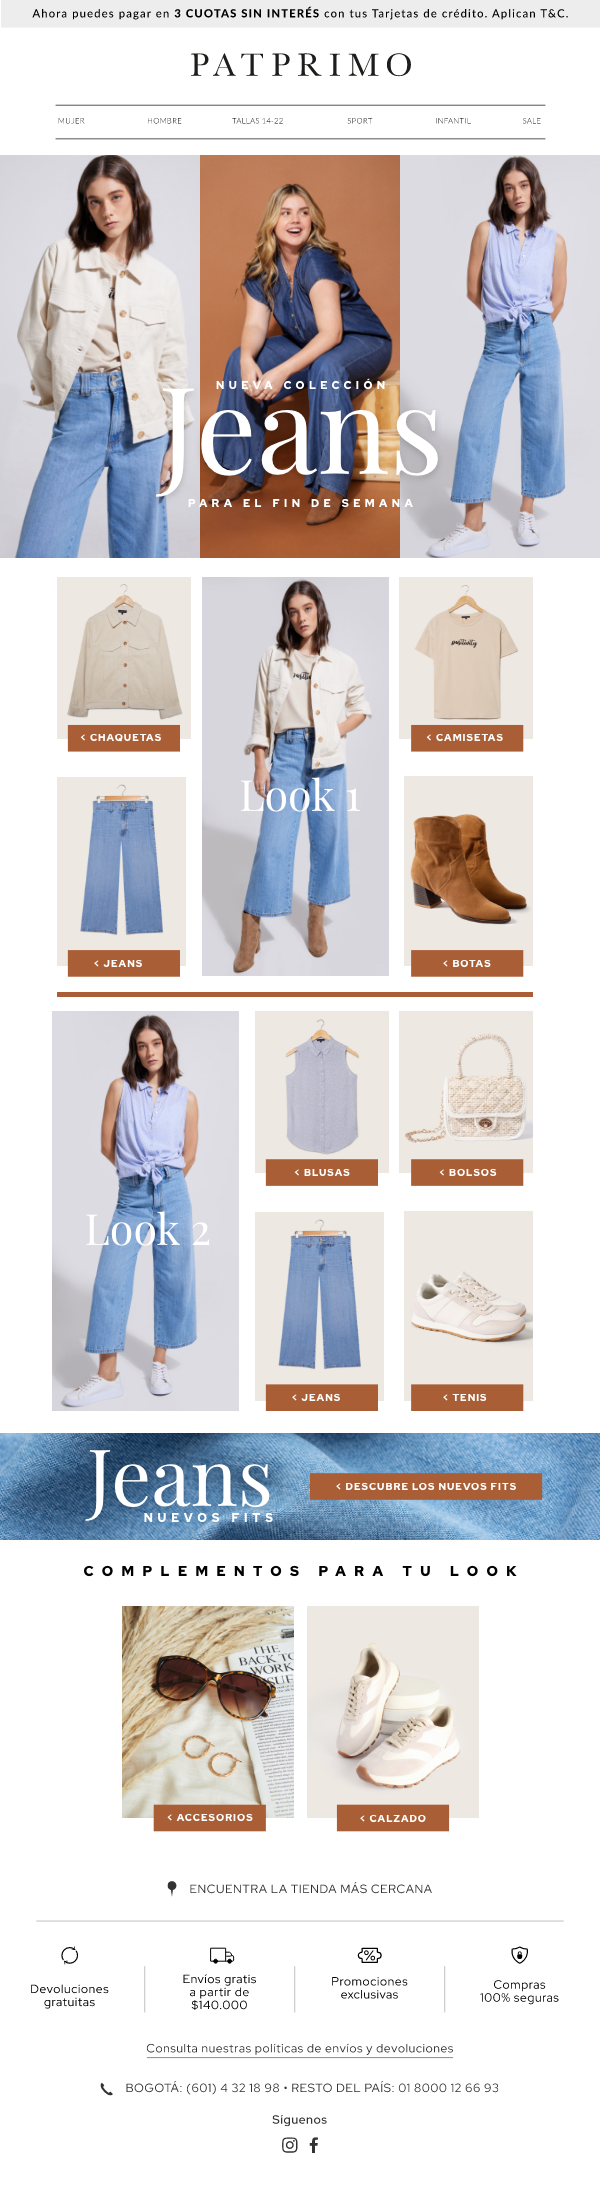 Ahora puedes pagar en 3 CUOTAS SIN INTERÉS con tus Tarjetas de crédito. Aplican T&C.
PATPRIMO
MUJER HOMBRE TALLAS 14-22 SPORT INFANTIL SALE
NUEVA COLECCIÓN
Jeans
PARA EL FIN DE SEMANA
positivity
< CHAQUETAS
< CAMISETAS
Look 1
< JEANS
< BOTAS
Look 2
< BLUSAS
< BOLSOS
< JEANS
< TENIS
Jeans
NUEVOS FITS
< DESCUBRE LOS NUEVOS FITS
COMPLEMENTOS PARA TU LOOK
THE
BACK TO
WORK
< ACCESORIOS
< CALZADO
ENCUENTRA LA TIENDA MÁS CERCANA
Devoluciones
gratuitas
Envíos gratis
a partir de
$140.000
Promociones
exclusivas
Compras
100% seguras
Consulta nuestras políticas de envíos y devoluciones
BOGOTÁ: (601) 4 32 18 98 • RESTO DEL PAÍS: 01 8000 12 66 93
Síguenos